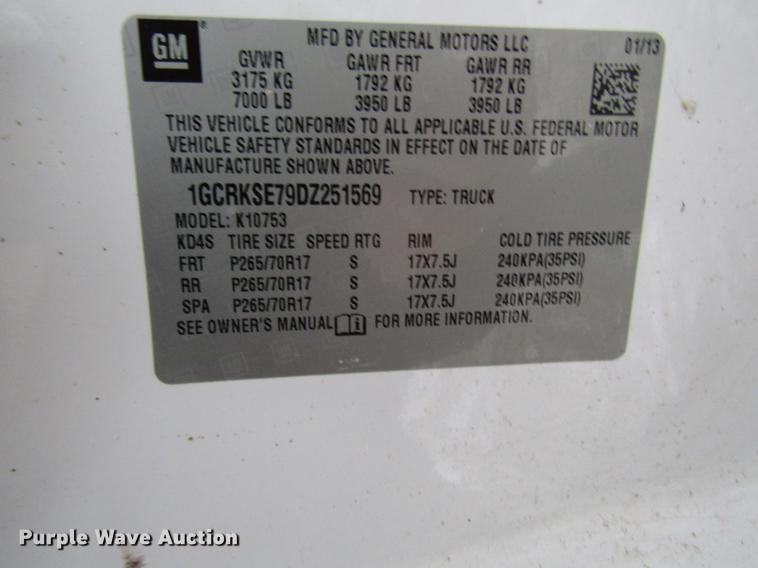 GM
MFD BY GENERAL MOTORS LLC 01/13
GVWR GAWR FRT GAWR RR
3175 KG 1792 KG 1792 KG
7000 LB 3950 LB 3950 LB
THIS VEHICLE CONFORMS TO ALL APPLICABLE U.S. FEDERAL MOTOR
VEHICLE SAFETY STANDARDS IN EFFECT ON THE DATE OF
MANUFACTURE SHOWN ABOVE.
1GCRKSE79DZ251569 TYPE: TRUCK
MODEL: K10753
KD4S TIRE SIZE SPEED RTG RIM COLD TIRE PRESSURE
FRT P265/70R17 S 17X7.5J 240KPA(35PSI)
RR P265/70R17 S 17X7.5J 240KPA(35PSI)
SPA P265/70R17 S 17X7.5J 240KPA(35PSI)
SEE OWNER'S MANUAL FOR MORE INFORMATION.
Purple Wave Auction